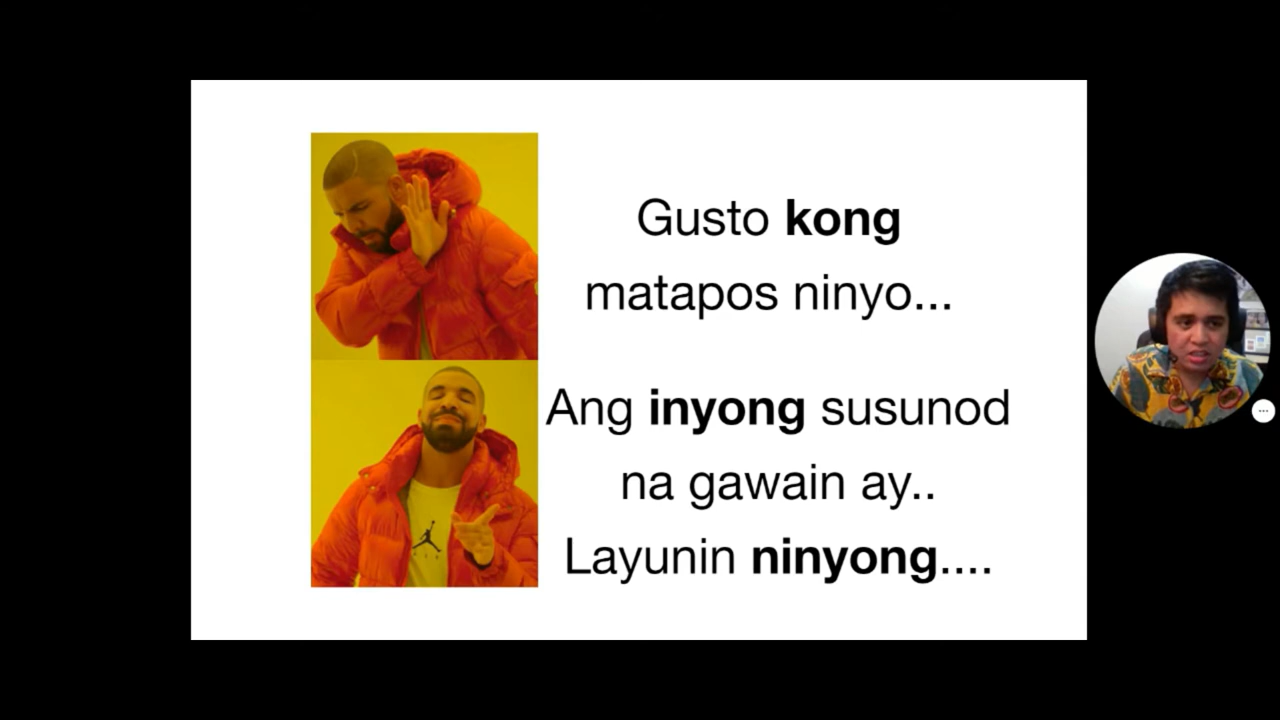 Gusto kong
matapos ninyo...
Ang inyong susunod
na gawain ay..
Layunin ninyong....